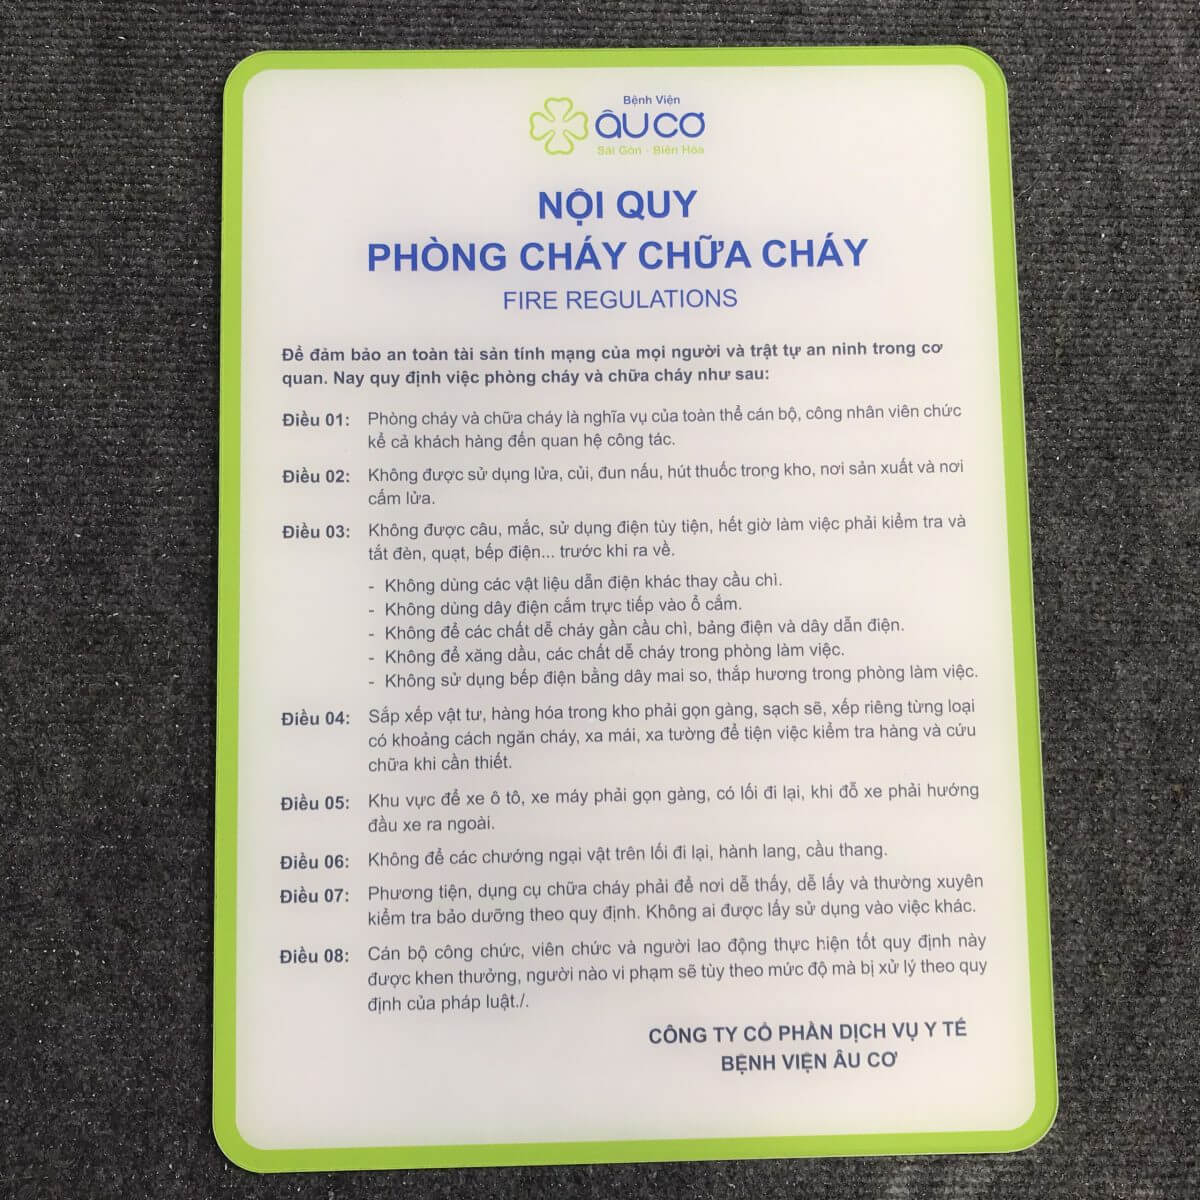 Bệnh Viện
ÂU CƠ
Sài Gòn - Biên Hòa
NỘI QUY
PHÒNG CHÁY CHỮA CHÁY
FIRE REGULATIONS
Để đảm bảo an toàn tài sản tính mạng của mọi người và trật tự an ninh trong cơ
quan. Nay quy định việc phòng cháy và chữa cháy như sau:
Điều 01: Phòng cháy và chữa cháy là nghĩa vụ của toàn thể cán bộ, công nhân viên chức
kể cả khách hàng đến quan hệ công tác.
Điều 02: Không được sử dụng lửa, củi, đun nấu, hút thuốc trong kho, nơi sản xuất và nơi
cấm lửa.
Điều 03: Không được câu, mắc, sử dụng điện tùy tiện, hết giờ làm việc phải kiểm tra và
tắt đèn, quạt, bếp điện... trước khi ra về.
- Không dùng các vật liệu dẫn điện khác thay cầu chì.
- Không dùng dây điện cắm trực tiếp vào ổ cắm.
- Không để các chất dễ cháy gần cầu chì, bảng điện và dây dẫn điện.
- Không để xăng dầu, các chất dễ cháy trong phòng làm việc.
- Không sử dụng bếp điện bằng dây mai so, thắp hương trong phòng làm việc.
Điều 04: Sắp xếp vật tư, hàng hóa trong kho phải gọn gàng, sạch sẽ, xếp riêng từng loại
có khoảng cách ngăn cháy, xa mái, xa tường để tiện việc kiểm tra hàng và cứu
chữa khi cần thiết.
Điều 05: Khu vực để xe ô tô, xe máy phải gọn gàng, có lối đi lại, khi đỗ xe phải hướng
đầu xe ra ngoài.
Điều 06: Không để các chướng ngại vật trên lối đi lại, hành lang, cầu thang.
Điều 07: Phương tiện, dụng cụ chữa cháy phải để nơi dễ thấy, dễ lấy và thường xuyên
kiểm tra bảo dưỡng theo quy định. Không ai được lấy sử dụng vào việc khác.
Điều 08: Cán bộ công chức, viên chức và người lao động thực hiện tốt quy định này
được khen thưởng, người nào vi phạm sẽ tùy theo mức độ mà bị xử lý theo quy
định của pháp luật./.
CÔNG TY CỔ PHẦN DỊCH VỤ Y TẾ
BỆNH VIỆN ÂU CƠ